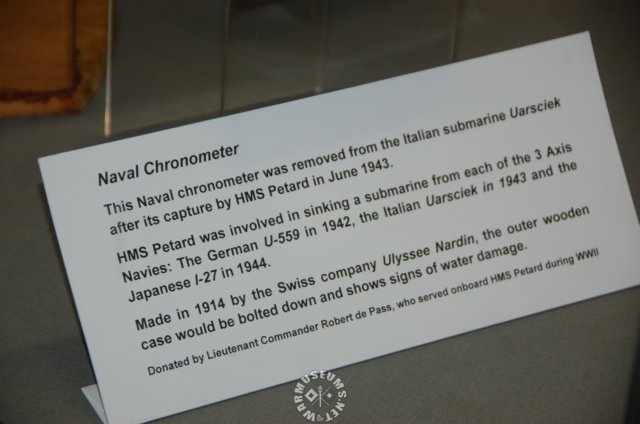 Naval Chronometer
This Naval chronometer was removed from the Italian submarine Uarsciek
after its capture by HMS Petard in June 1943.
HMS Petard was involved in sinking a submarine from each of the 3 Axis
Navies: The German U-559 in 1942, the Italian Uarsciek in 1943 and the
Japanese I-27 in 1944.
Made in 1914 by the Swiss company Ulyssee Nardin, the outer wooden
case would be bolted down and shows signs of water damage.
Donated by Lieutenant Commander Robert de Pass, who served onboard HMS Petard during WWII
WARMUSEUMS.NET